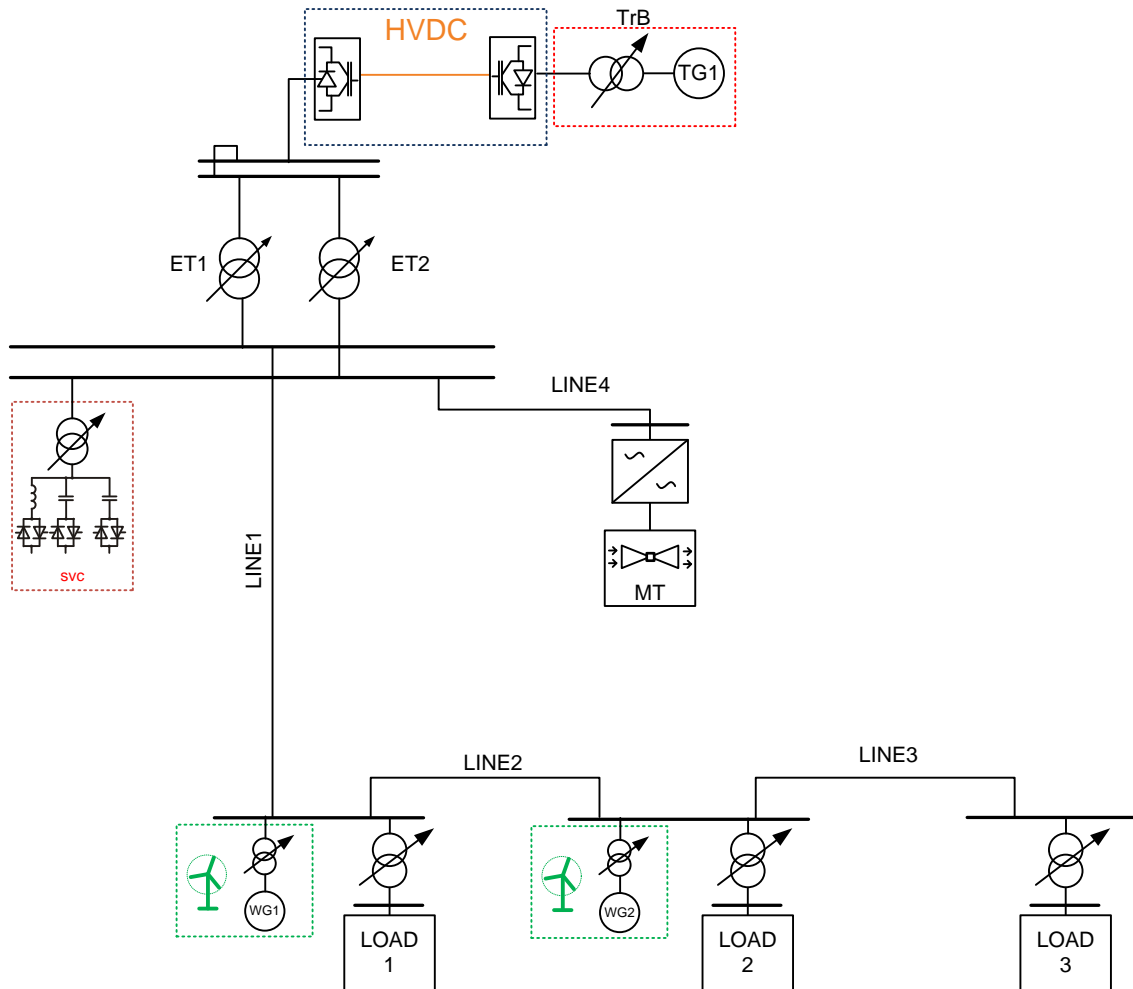 TrB
HVDC
TG1
ET1
ET2
LINE4
LINE1
SVC
MT
LINE2
LINE3
WG1
WG2
LOAD
1
LOAD
2
LOAD
3